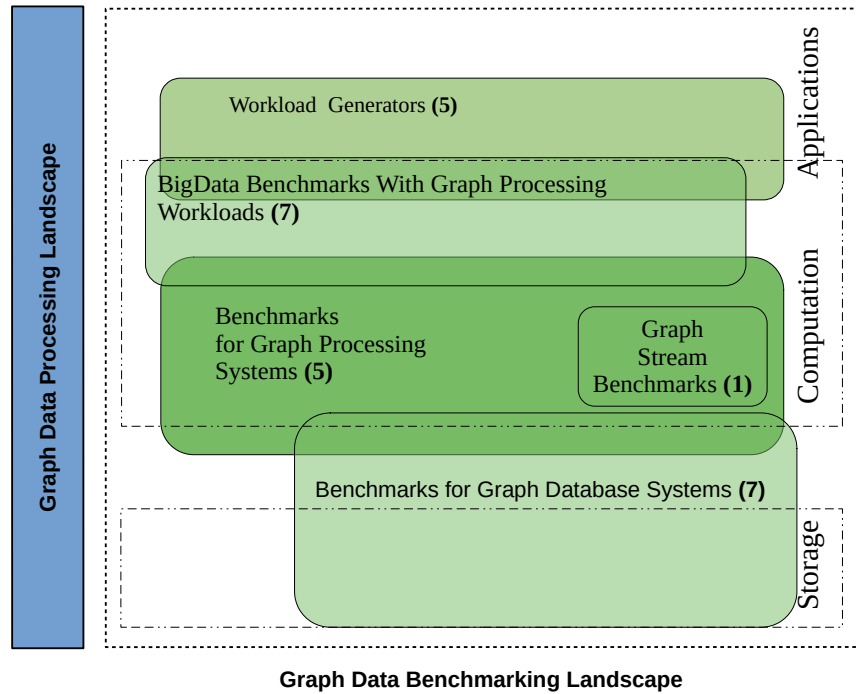 Graph Data Processing Landscape
Applications
Workload Generators (5)
BigData Benchmarks With Graph Processing
Workloads (7)
Computation
Benchmarks
for Graph Processing
Systems (5)
Graph
Stream
Benchmarks (1)
Benchmarks for Graph Database Systems (7)
Storage
Graph Data Benchmarking Landscape